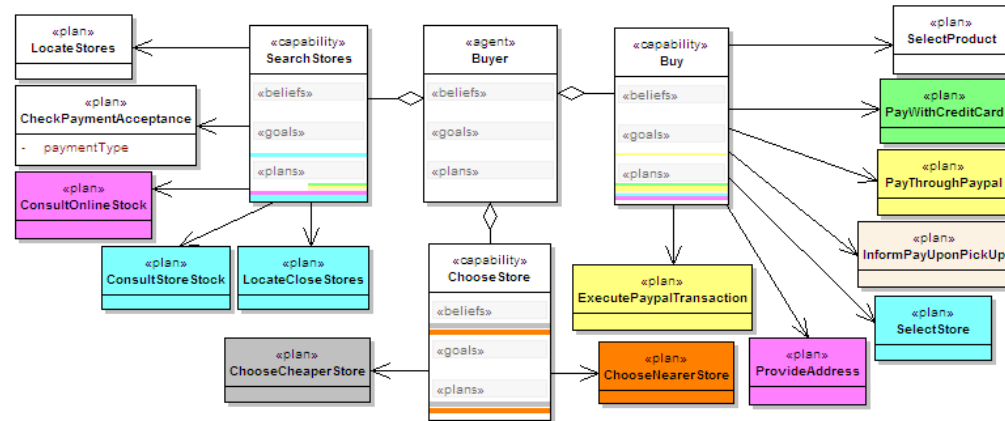 «plan»
LocateStores
«plan»
CheckPaymentAcceptance
- paymentType
«plan»
ConsultOnlineStock
«plan»
ConsultStoreStock
«plan»
LocateCloseStores
«capability»
SearchStores
«beliefs»
«goals»
«plans»
«agent»
Buyer
«beliefs»
«goals»
«plans»
«capability»
Buy
«beliefs»
«goals»
«plans»
«capability»
ChooseStore
«beliefs»
«goals»
«plans»
«plan»
ChooseCheaperStore
«plan»
ChooseNearerStore
«plan»
ExecutePaypalTransaction
«plan»
SelectProduct
«plan»
PayWithCreditCard
«plan»
PayThroughPaypal
«plan»
InformPayUponPickUp
«plan»
SelectStore
«plan»
ProvideAddress